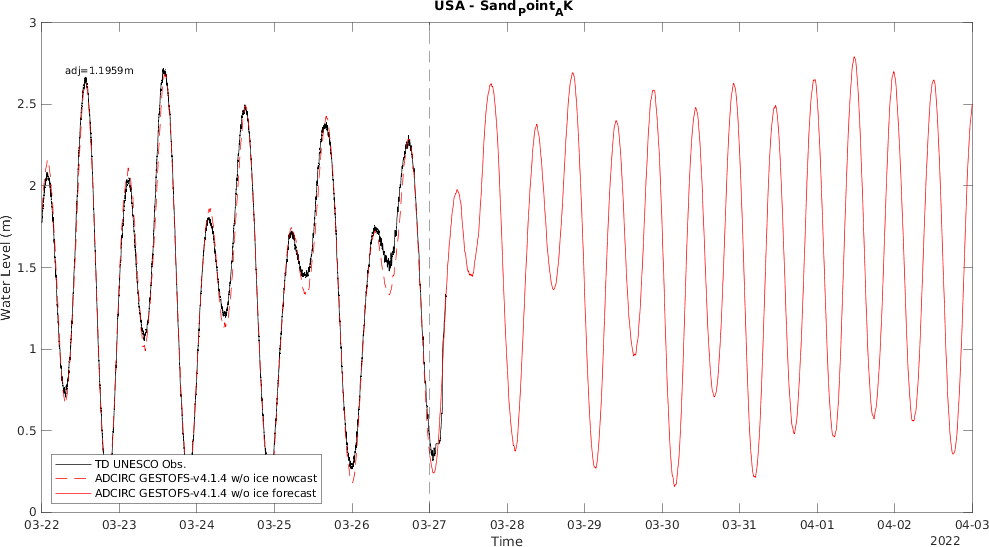 USA - Sand_Point_AK
3
adj=1.1959m
2.5
2
1.5
1
0.5
0
Water Level (m)
TD UNESCO Obs.
ADCIRC GESTOFS-v4.1.4 w/o ice nowcast
ADCIRC GESTOFS-v4.1.4 w/o ice forecast
03-22 03-23 03-24 03-25 03-26 03-27 03-28 03-29 03-30 03-31 04-01 04-02 04-03
Time
2022